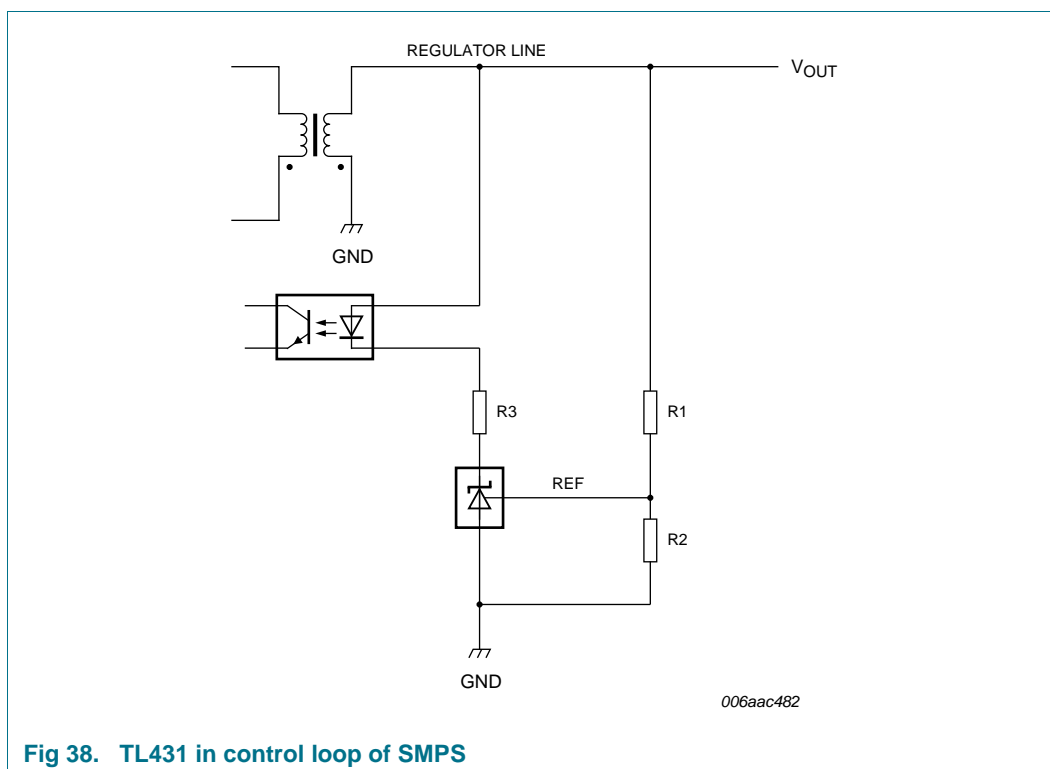 REGULATOR LINE
VOUT
GND
R3
R1
REF
R2
GND
006aac482
Fig 38. TL431 in control loop of SMPS